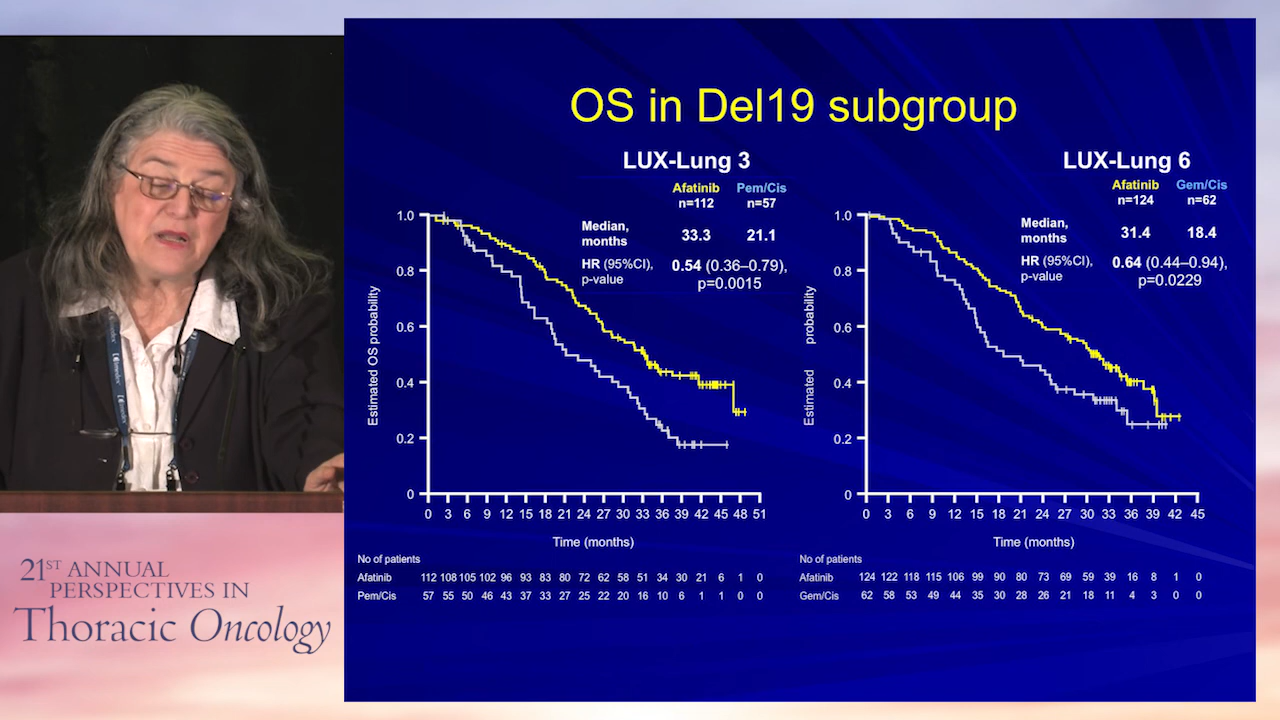 OS in Del19 subgroup
LUX-Lung 3
Afatinib Pem/Cis
n=112 n=57
Median, months 33.3 21.1
HR (95%CI), p-value 0.54 (0.36–0.79), p=0.0015
Estimated OS probability
1.0
0.8
0.6
0.4
0.2
0
0 3 6 9 12 15 18 21 24 27 30 33 36 39 42 45 48 51
Time (months)
No of patients
Afatinib 112 108 105 102 96 93 83 80 72 62 58 51 34 30 21 6 1 0
Pem/Cis 57 55 50 46 43 37 33 27 25 22 20 16 10 6 1 1 0 0
LUX-Lung 6
Afatinib Gem/Cis
n=124 n=62
Median, months 31.4 18.4
HR (95%CI), p-value 0.64 (0.44–0.94), p=0.0229
Estimated probability
1.0
0.8
0.6
0.4
0.2
0
0 3 6 9 12 15 18 21 24 27 30 33 36 39 42 45
Time (months)
No of patients
Afatinib 124 122 118 115 106 99 90 80 73 69 59 39 16 8 1 0
Gem/Cis 62 58 53 49 44 35 30 28 26 21 18 11 4 3 0 0
21ST ANNUAL
PERSPECTIVES IN
Thoracic Oncology